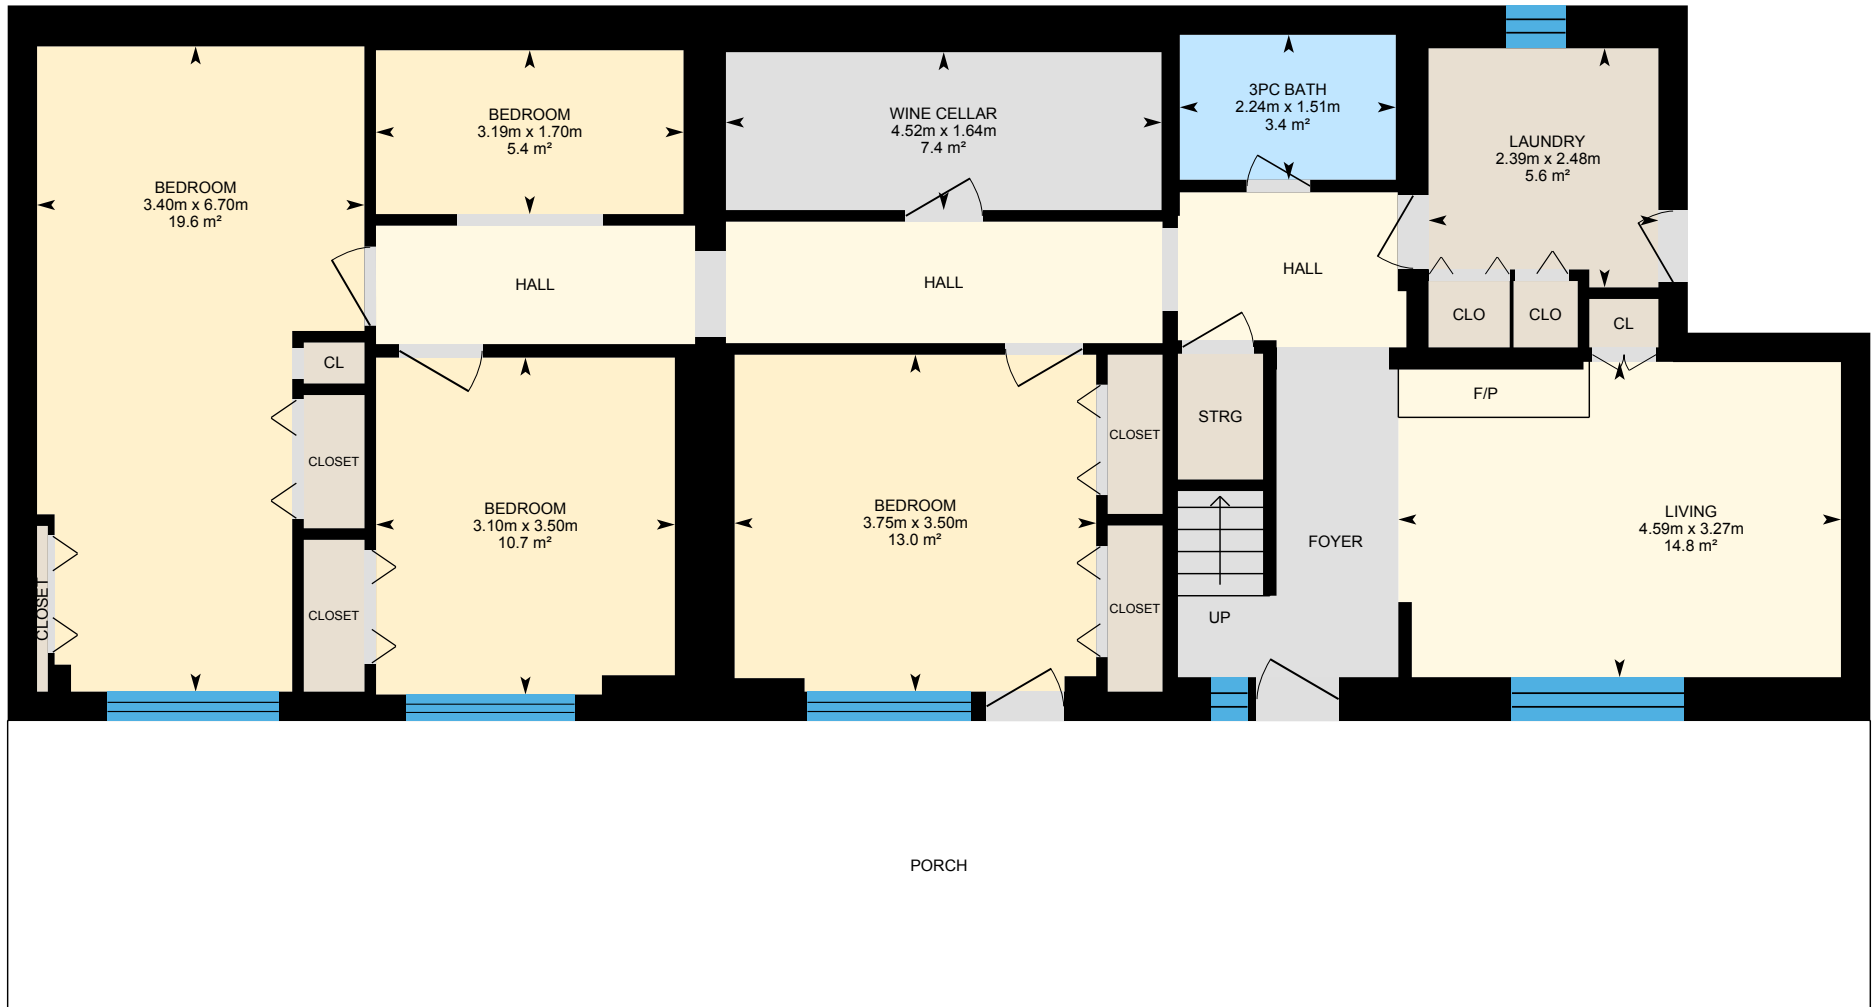 BEDROOM
3.40m x 6.70m
19.6 m²
BEDROOM
3.19m x 1.70m
5.4 m²
WINE CELLAR
4.52m x 1.64m
7.4 m²
3PC BATH
2.24m x 1.51m
3.4 m²
LAUNDRY
2.39m x 2.48m
5.6 m²
HALL
HALL
HALL
CLO
CLO
CL
CL
F/P
STRG
CLOSET
CLOSET
BEDROOM
3.10m x 3.50m
10.7 m²
BEDROOM
3.75m x 3.50m
13.0 m²
LIVING
4.59m x 3.27m
14.8 m²
FOYER
CLOSET
CLOSET
CLOSET
UP
PORCH